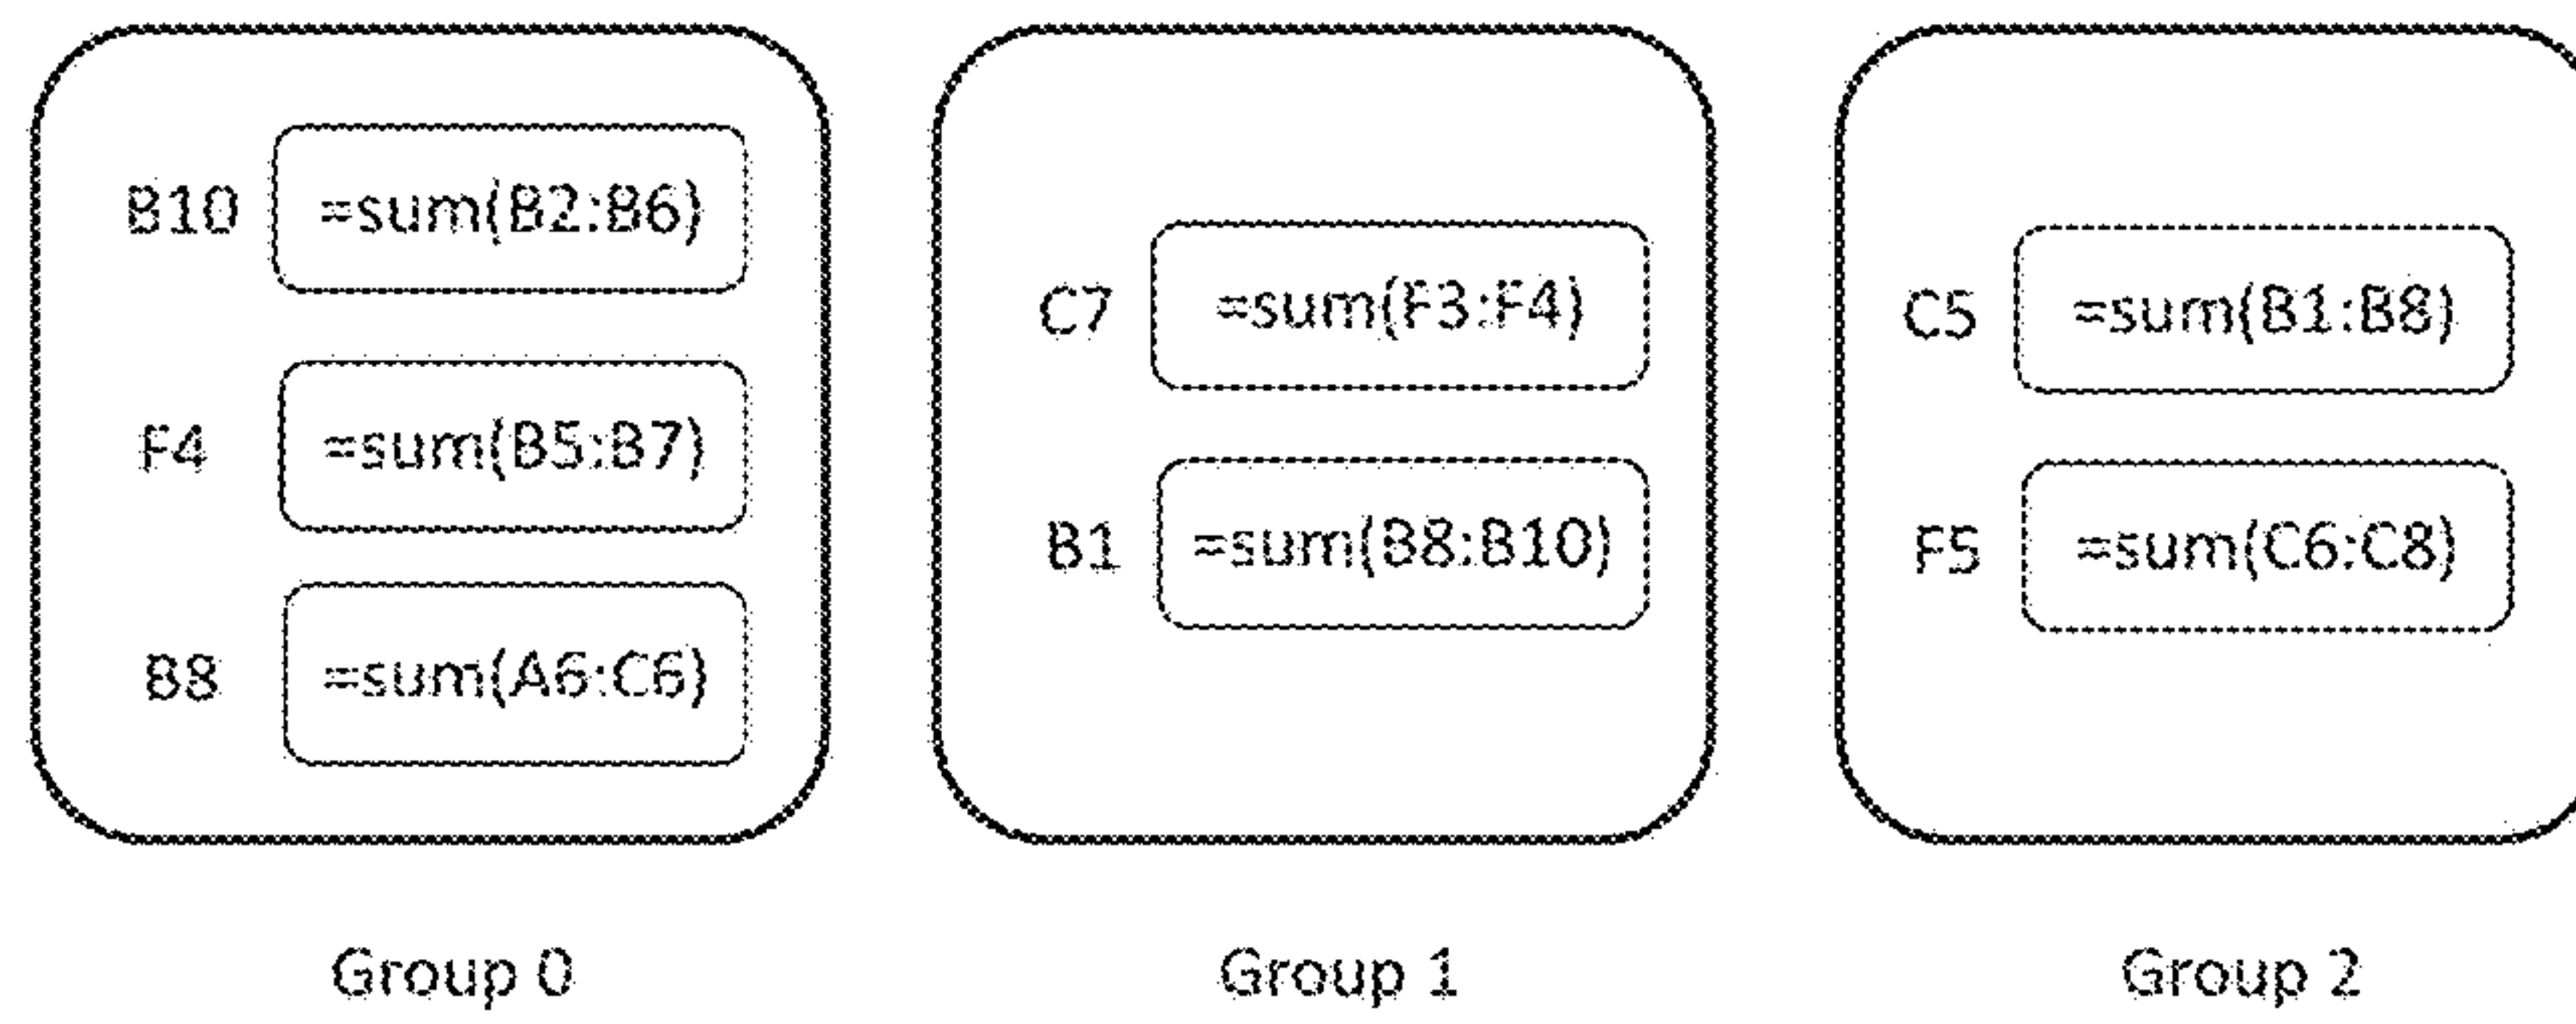 B10 =sum(B2:B6)
F4 =sum(B5:B7)
B8 =sum(A6:C6)
Group 0
C7 =sum(F3:F4)
B1 =sum(B8:B10)
Group 1
C5 =sum(B1:B8)
F5 =sum(C6:C8)
Group 2